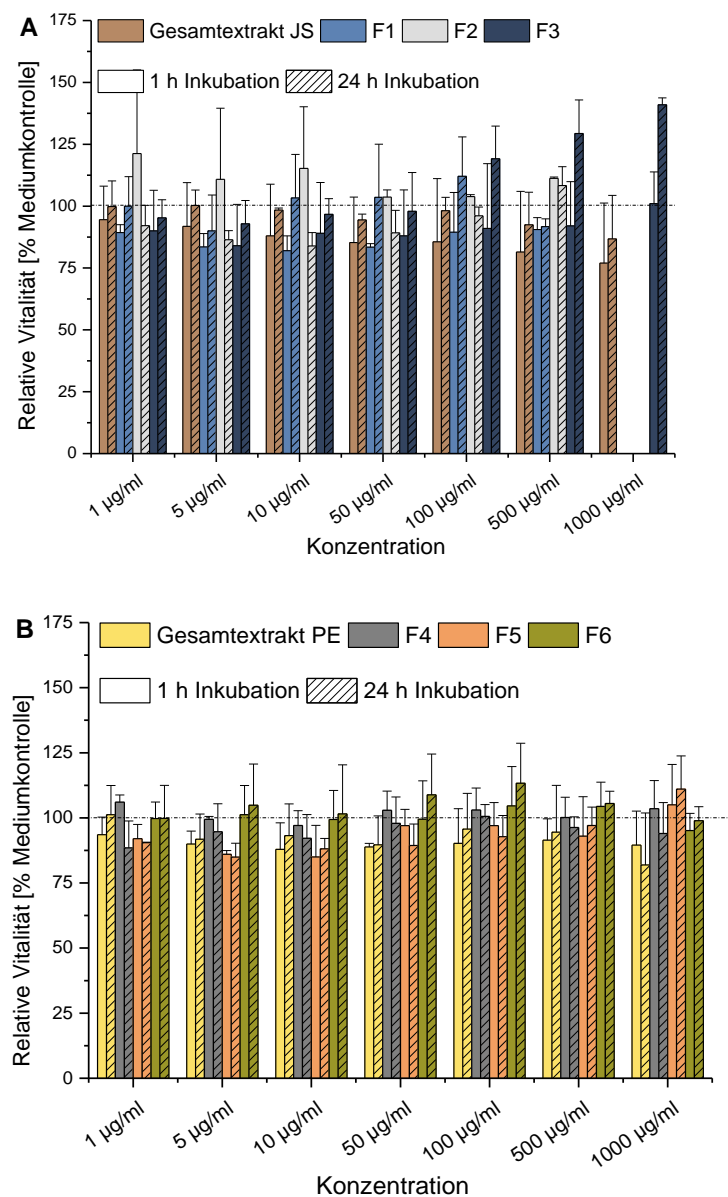 A
Gesamtextrakt JS F1 F2 F3
1 h Inkubation 24 h Inkubation
Relative Vitalität [% Mediumkontrolle]
175
150
125
100
75
50
25
0
1 µg/ml 5 µg/ml 10 µg/ml 50 µg/ml 100 µg/ml 500 µg/ml 1000 µg/ml
Konzentration
B
Gesamtextrakt PE F4 F5 F6
1 h Inkubation 24 h Inkubation
Relative Vitalität [% Mediumkontrolle]
175
150
125
100
75
50
25
0
1 µg/ml 5 µg/ml 10 µg/ml 50 µg/ml 100 µg/ml 500 µg/ml 1000 µg/ml
Konzentration